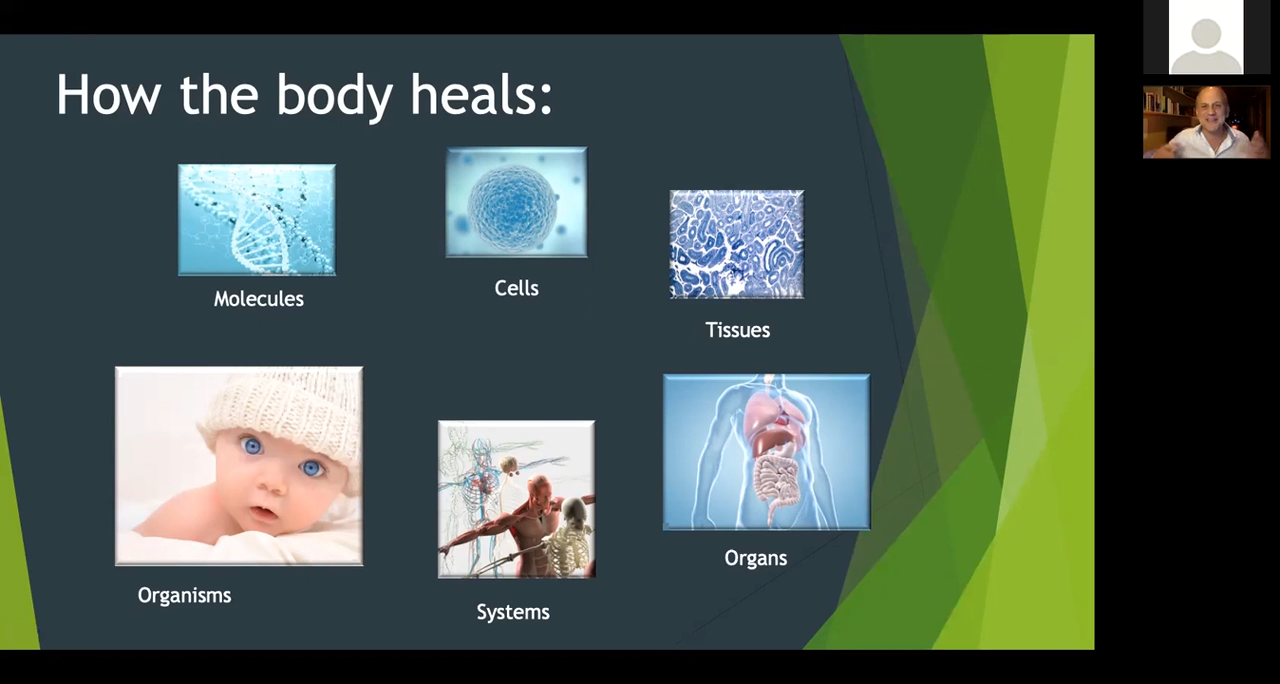 How the body heals:
Molecules
Cells
Tissues
Organisms
Systems
Organs